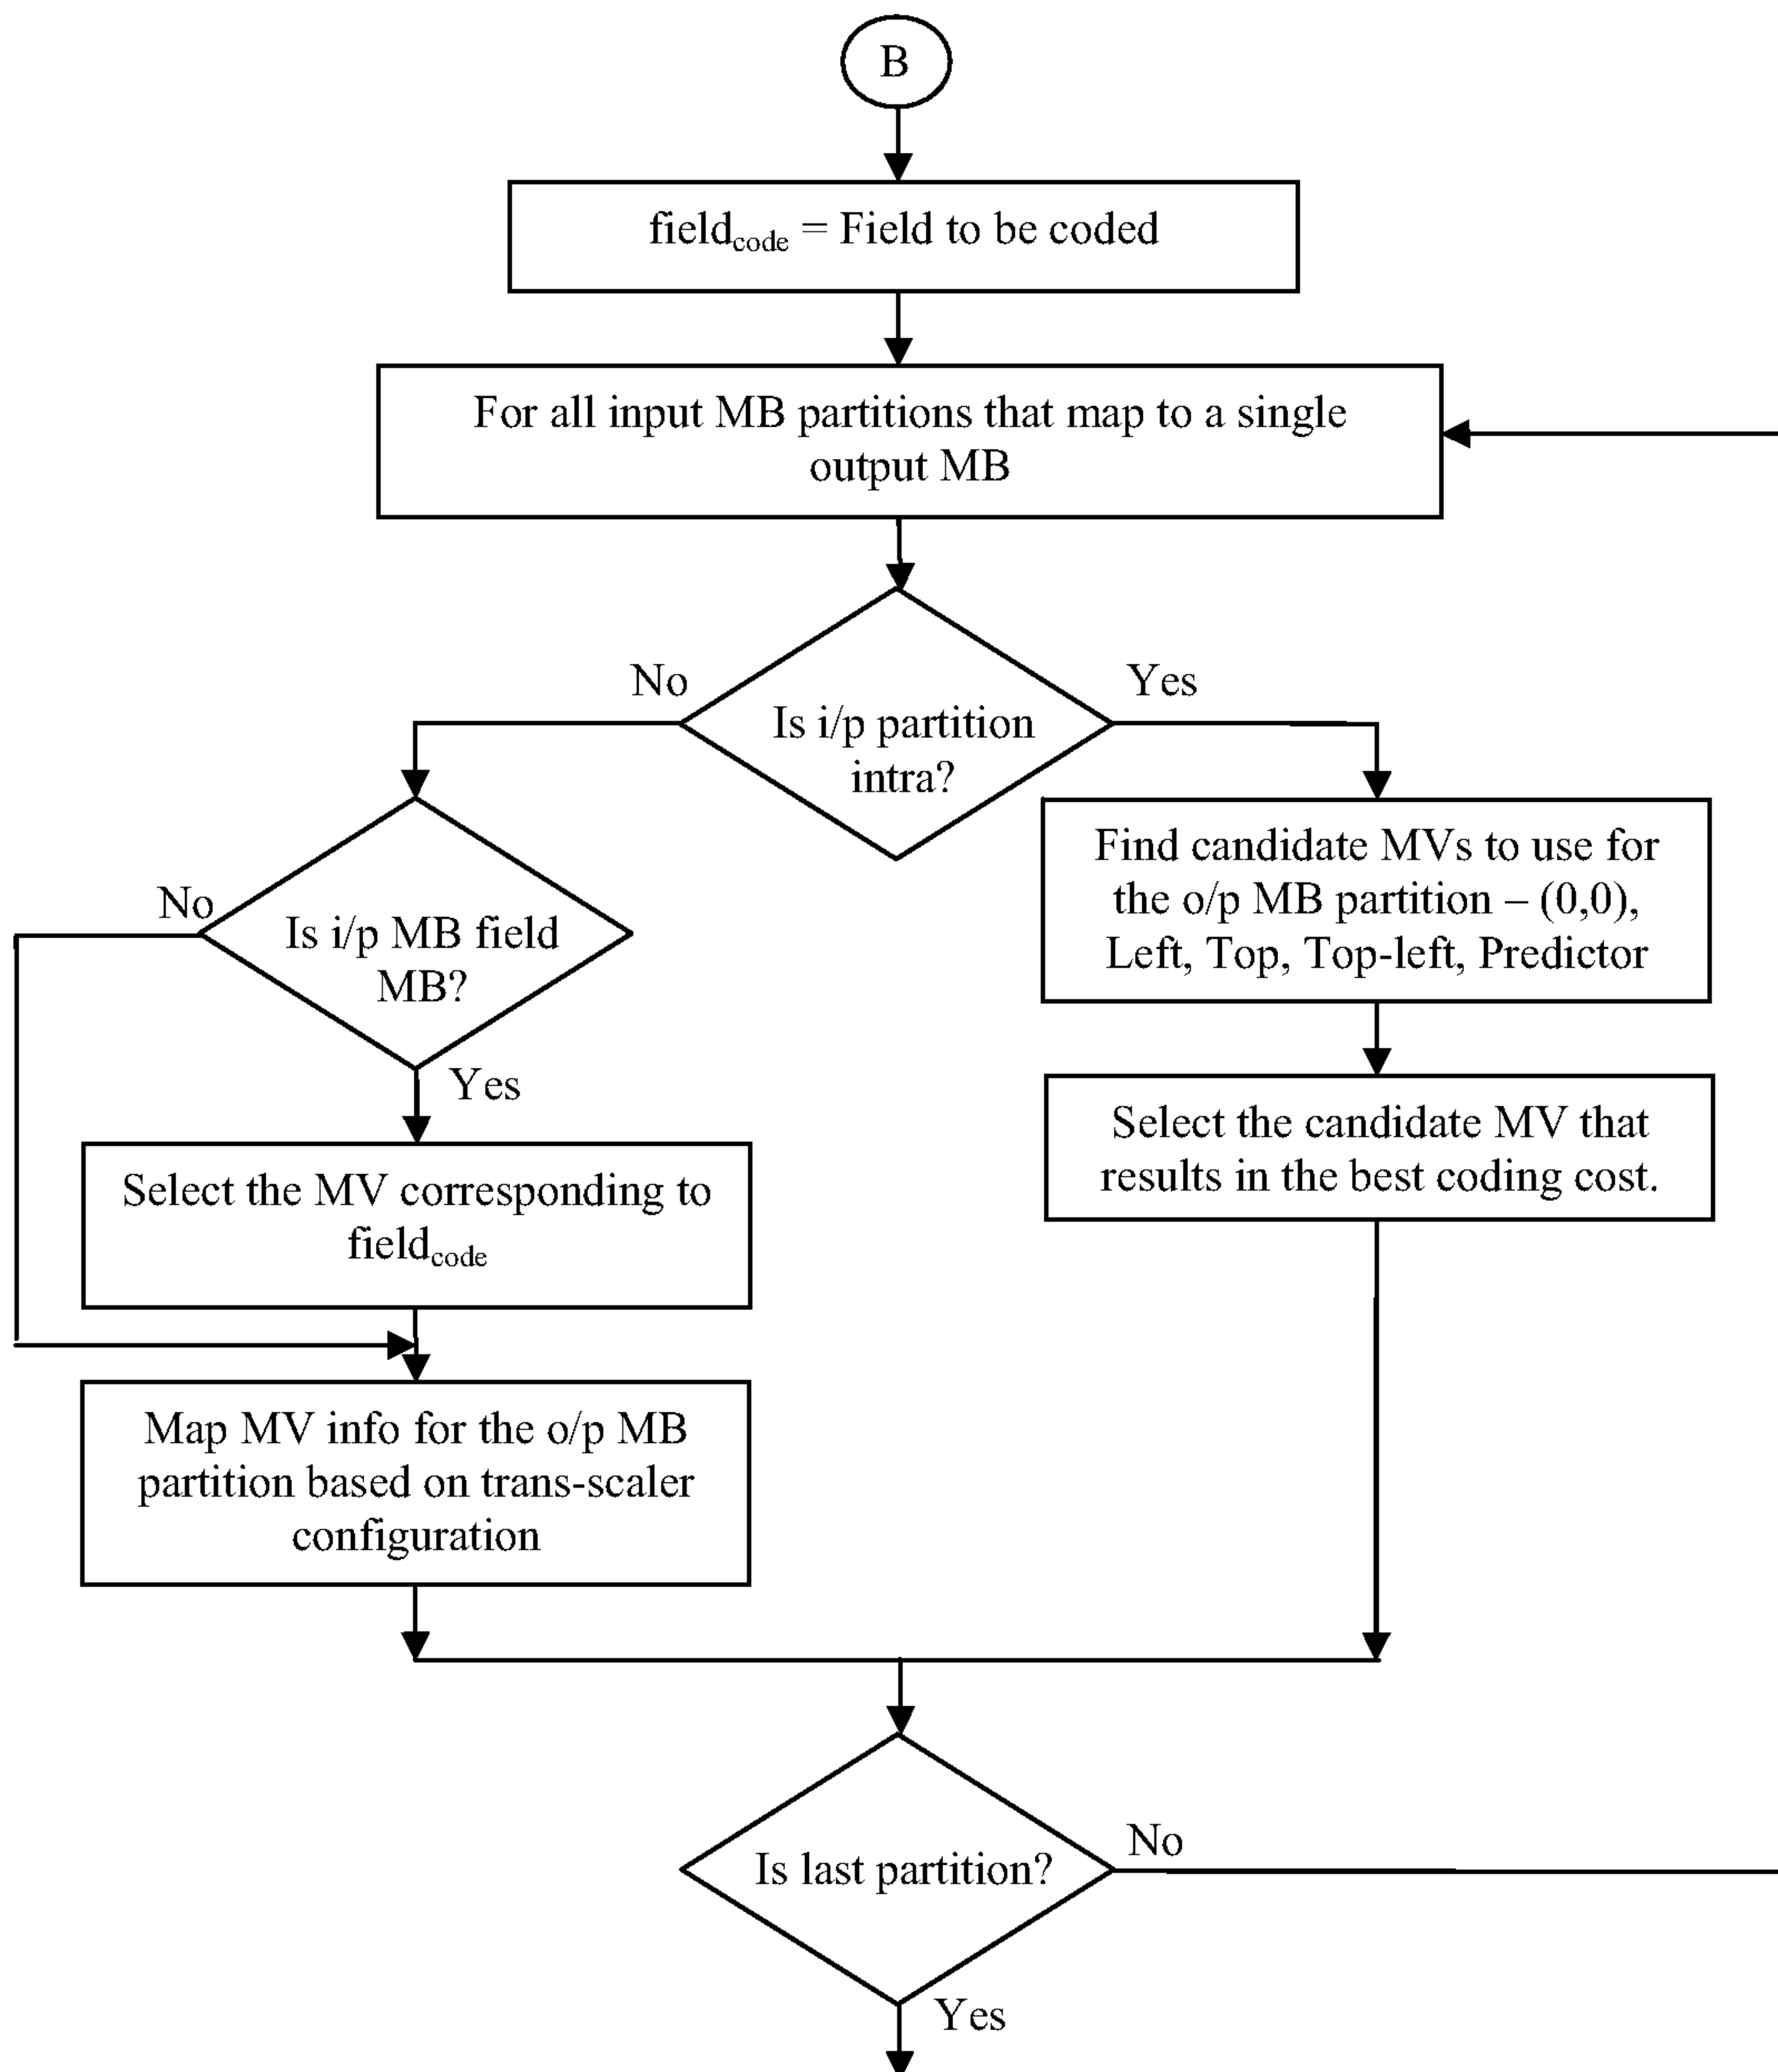 B
field_code = Field to be coded
For all input MB partitions that map to a single
output MB
No
Yes
Is i/p partition
intra?
Find candidate MVs to use for
the o/p MB partition – (0,0),
Left, Top, Top-left, Predictor
No
Is i/p MB field
MB?
Yes
Select the candidate MV that
results in the best coding cost.
Select the MV corresponding to
field_code
Map MV info for the o/p MB
partition based on trans-scaler
configuration
No
Is last partition?
Yes